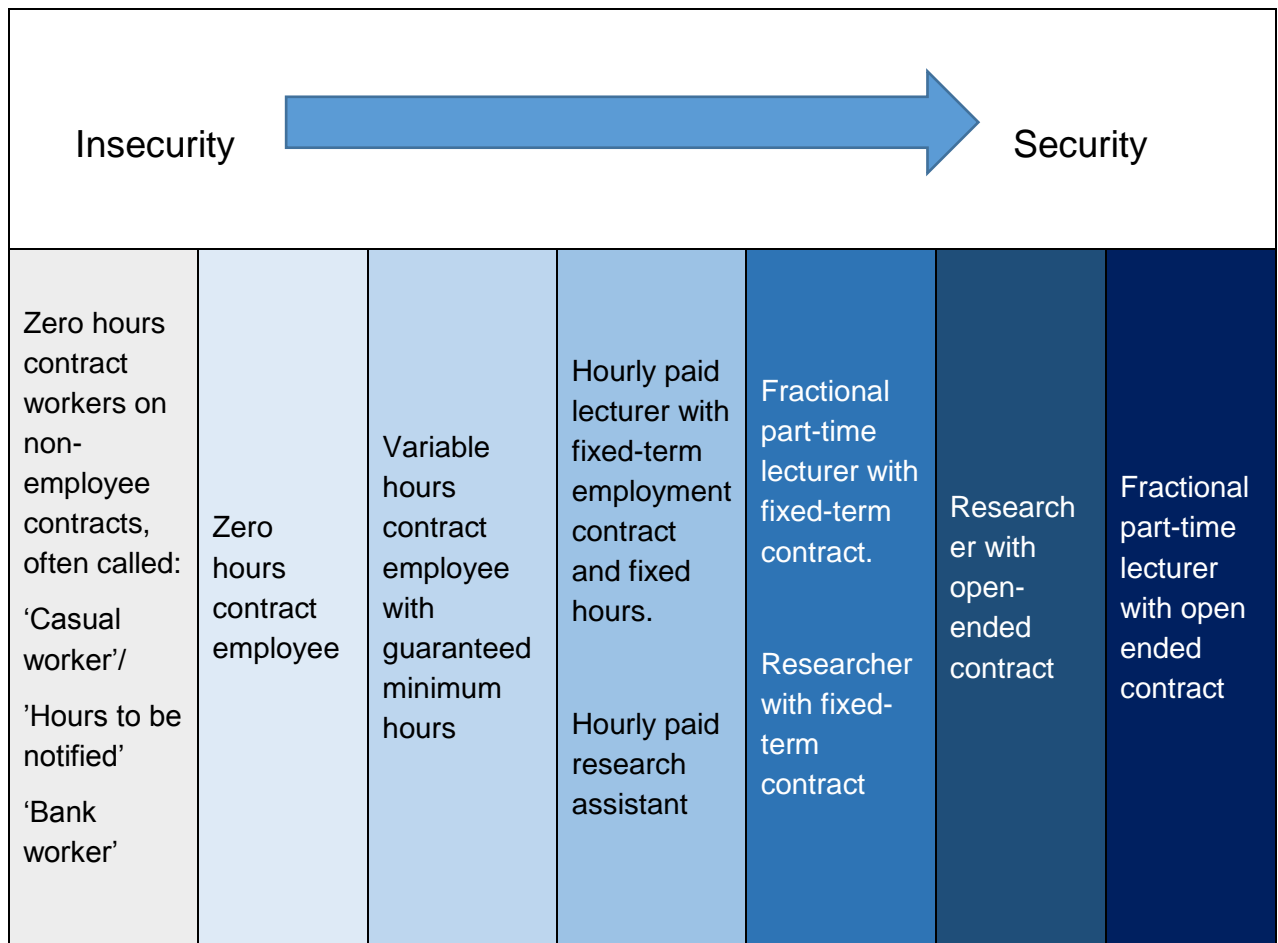 Insecurity
Security
Zero hours
contract
workers on
non-
employee
contracts,
often called:
‘Casual
worker’/
’Hours to be
notified’
‘Bank
worker’
Zero
hours
contract
employee
Variable
hours
contract
employee
with
guaranteed
minimum
hours
Hourly paid
lecturer with
fixed-term
employment
contract
and fixed
hours.
Hourly paid
research
assistant
Fractional
part-time
lecturer with
fixed-term
contract.
Researcher
with fixed-
term
contract
Research
er with
open-
ended
contract
Fractional
part-time
lecturer
with open
ended
contract